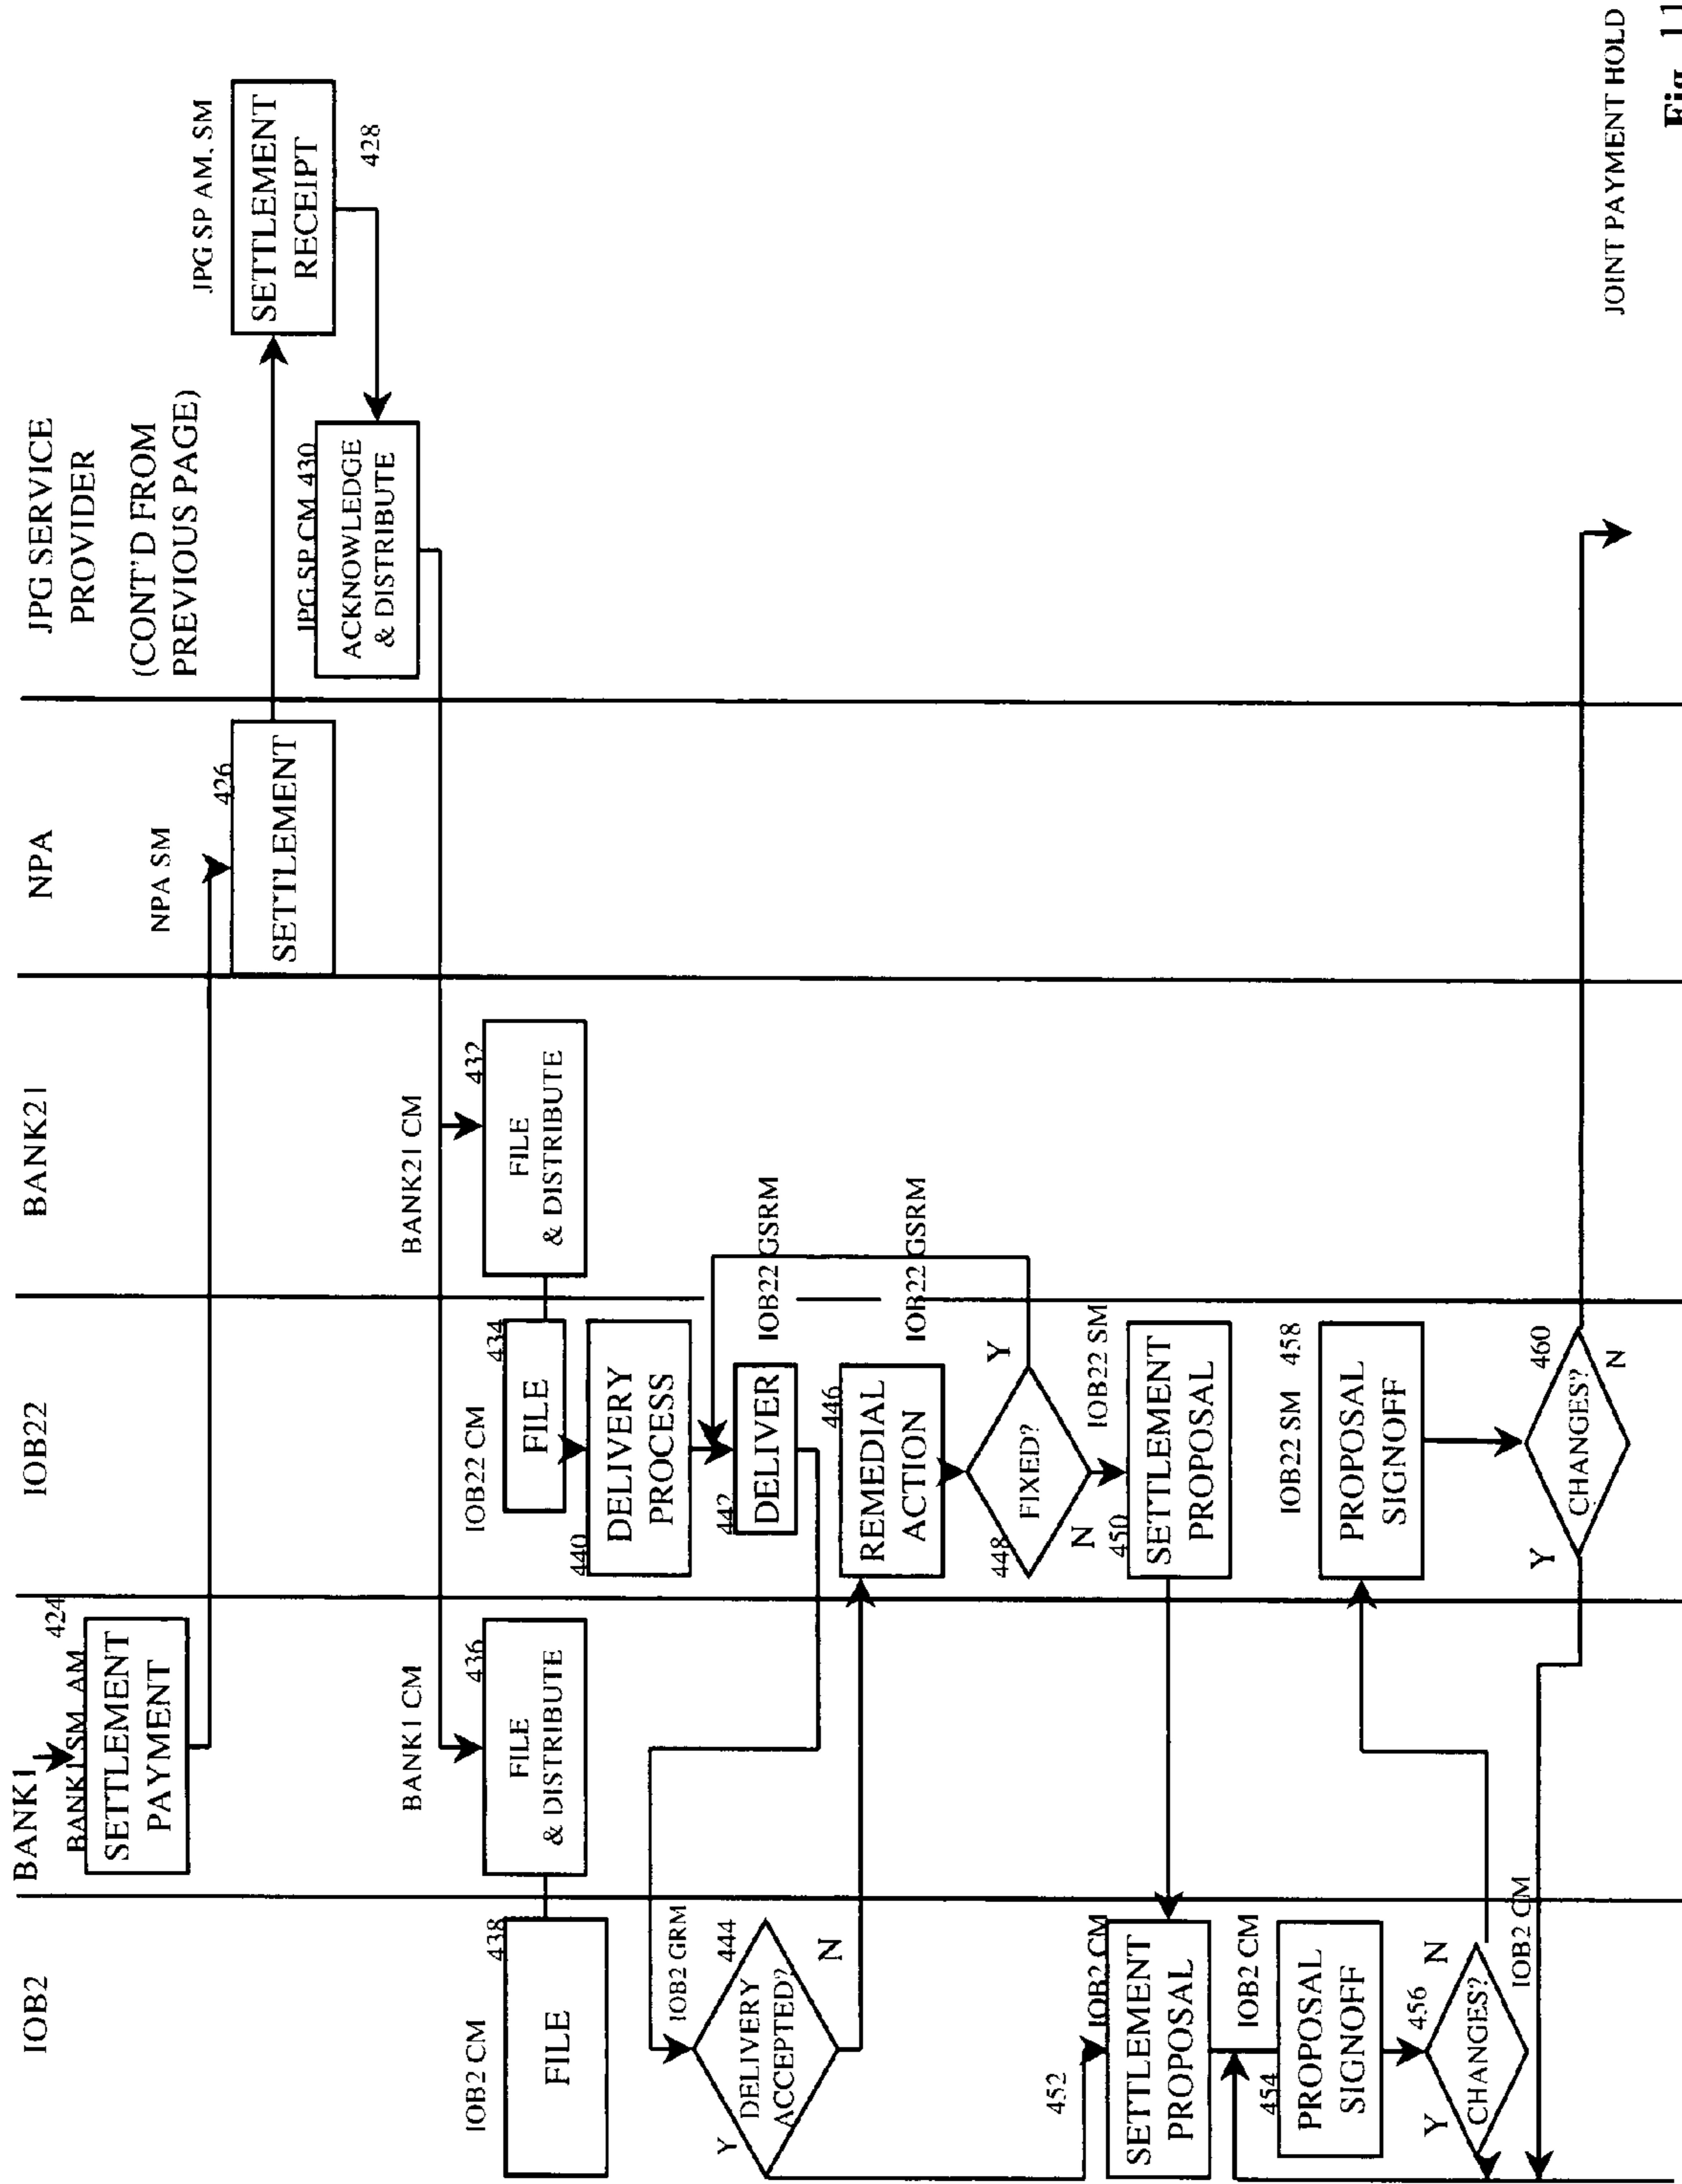 IOB2
BANK1
IOB22
BANK21
NPA
JPG SERVICE
PROVIDER
(CONT'D FROM
PREVIOUS PAGE)
BANK1 SM, AM
424
SETTLEMENT
PAYMENT
NPA SM
426
SETTLEMENT
JPG SP AM, SM
SETTLEMENT
RECEIPT
428
JPG SP CM 430
ACKNOWLEDGE
& DISTRIBUTE
BANK21 CM
432
FILE
& DISTRIBUTE
IOB22 CM
434
FILE
BANK1 CM
436
FILE
& DISTRIBUTE
IOB2 CM
438
FILE
440
DELIVERY
PROCESS
442
DELIVER
IOB22 GSRM
IOB2 GRM
444
DELIVERY
ACCEPTED?
Y
N
446
REMEDIAL
ACTION
IOB22 GSRM
448
FIXED?
Y
N
IOB22 SM
450
SETTLEMENT
PROPOSAL
452
IOB2 CM
SETTLEMENT
PROPOSAL
IOB2 CM
454
PROPOSAL
SIGNOFF
456
CHANGES?
Y
N
IOB22 SM 458
PROPOSAL
SIGNOFF
460
CHANGES?
Y
N
IOB2 CM
JOINT PAYMENT HOLD
Fig. 11